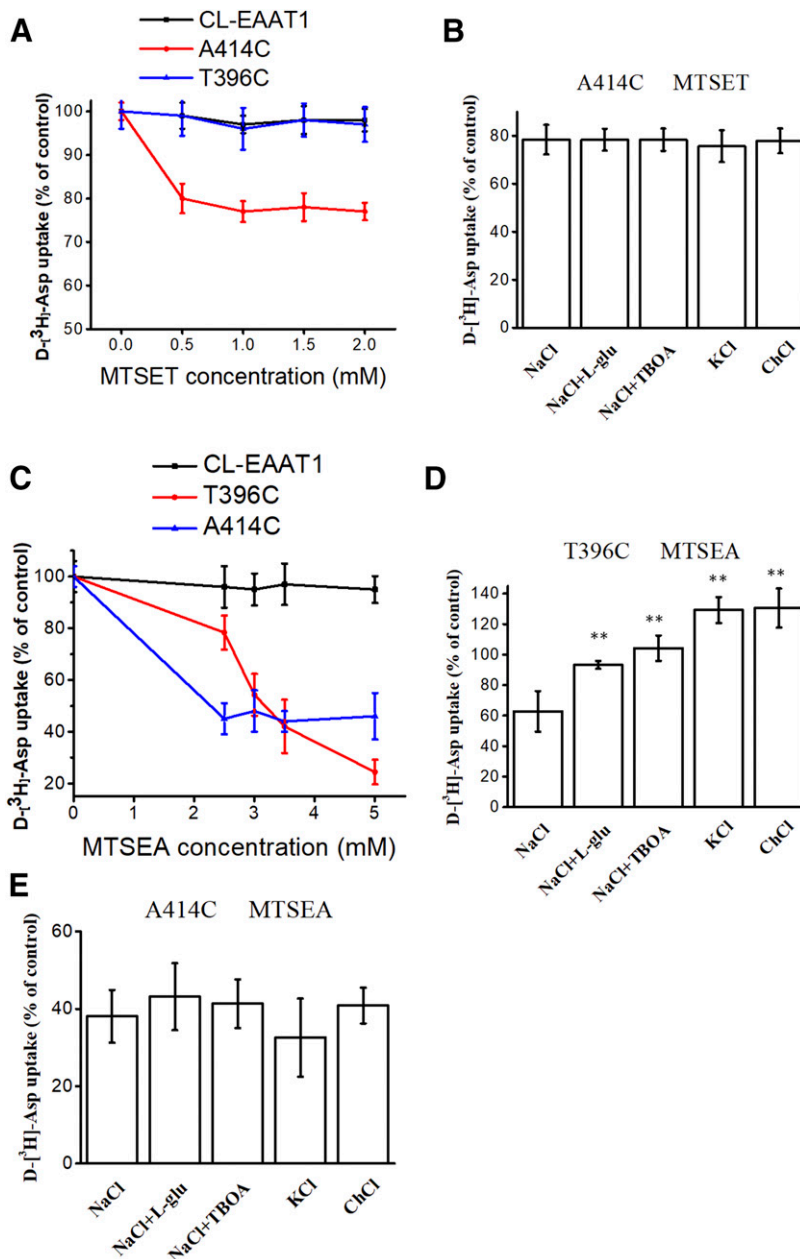 A
CL-EAAT1
A414C
T396C
D-[³H]-Asp uptake (% of control)
100
90
80
70
60
50
0.0 0.5 1.0 1.5 2.0
MTSET concentration (mM)
B
A414C MTSET
D-[³H]-Asp uptake (% of control)
80
60
40
20
0
NaCl
NaCl+L-glu
NaCl+TBOA
KCl
ChCl
C
CL-EAAT1
T396C
A414C
D-[³H]-Asp uptake (% of control)
100
80
60
40
20
0 1 2 3 4 5
MTSEA concentration (mM)
D
T396C MTSEA
D-[³H]-Asp uptake (% of control)
140
120
100
80
60
40
20
0
** ** ** **
NaCl
NaCl+L-glu
NaCl+TBOA
KCl
ChCl
E
A414C MTSEA
D-[³H]-Asp uptake (% of control)
60
40
20
0
NaCl
NaCl+L-glu
NaCl+TBOA
KCl
ChCl